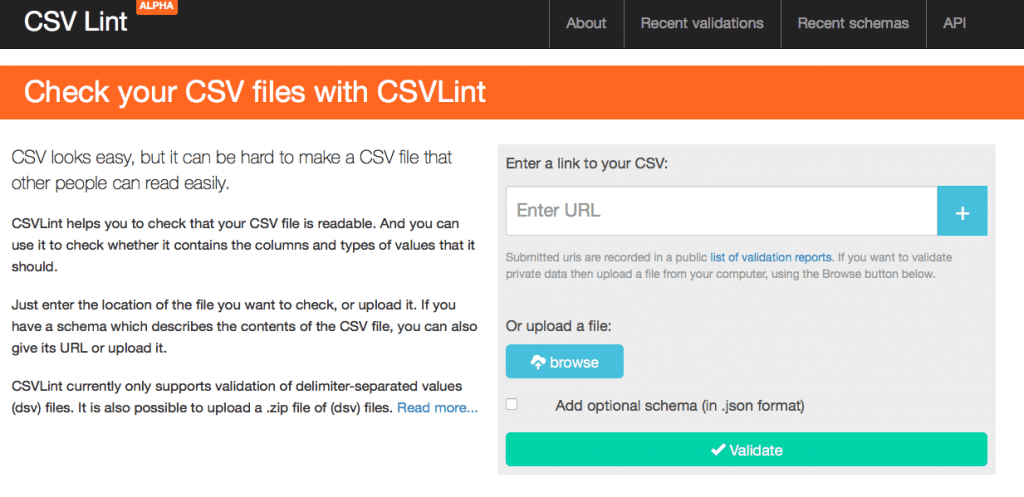 CSV Lint ALPHA
About Recent validations Recent schemas API
Check your CSV files with CSVLint
CSV looks easy, but it can be hard to make a CSV file that
other people can read easily.
CSVLint helps you to check that your CSV file is readable. And you can
use it to check whether it contains the columns and types of values that it
should.
Just enter the location of the file you want to check, or upload it. If you
have a schema which describes the contents of the CSV file, you can also
give its URL or upload it.
CSVLint currently only supports validation of delimiter-separated values
(dsv) files. It is also possible to upload a .zip file of (dsv) files. Read more...
Enter a link to your CSV:
Enter URL
+
Submitted urls are recorded in a public list of validation reports. If you want to validate
private data then upload a file from your computer, using the Browse button below.
Or upload a file:
browse
Add optional schema (in .json format)
Validate